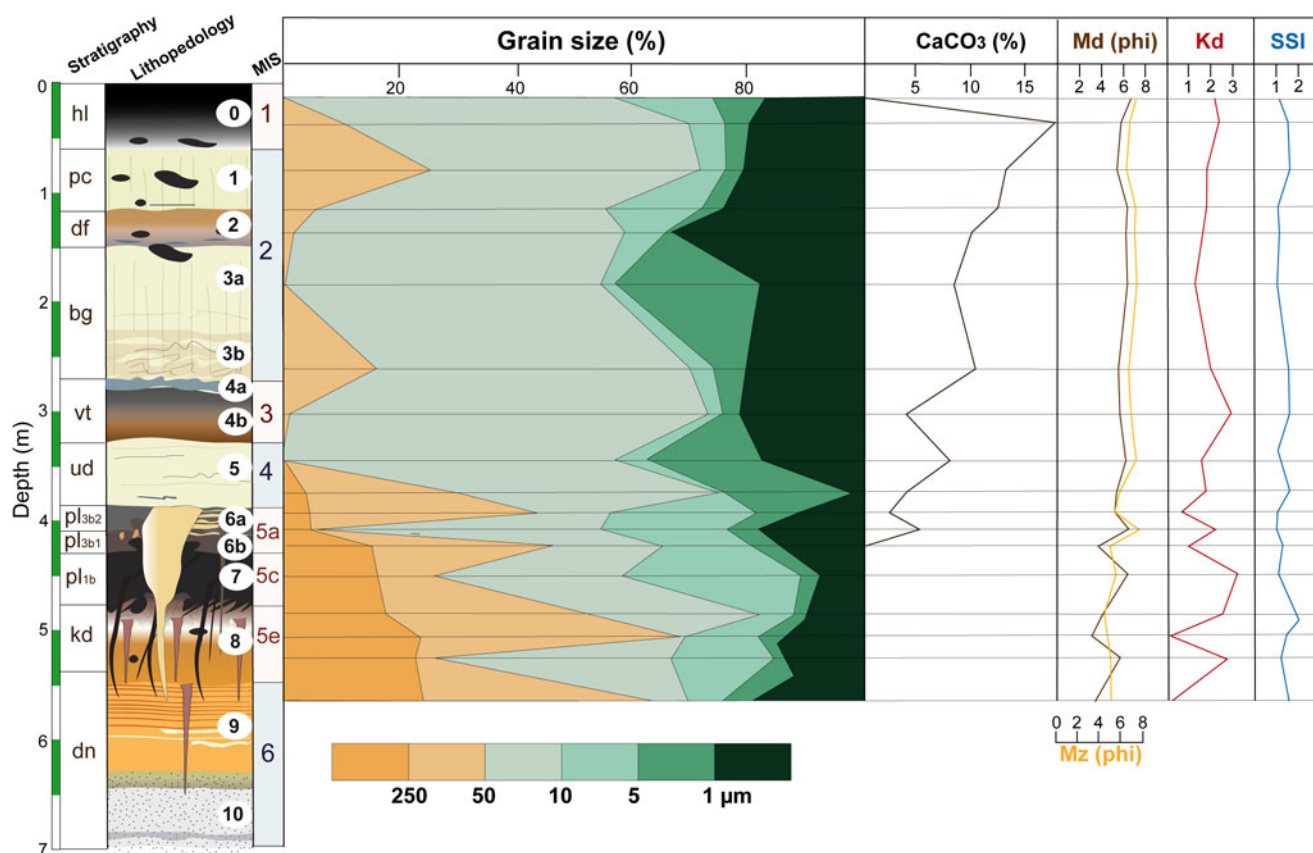 Stratigraphy
Lithopedology
MIS
Grain size (%)
CaCO3 (%)
Md (phi)
Kd
SSI
20 40 60 80
5 10 15
2 4 6 8
1 2 3
1 2
Depth (m)
0
1
2
3
4
5
6
7
hl
pc
df
bg
vt
ud
pl3b2
pl3b1
pl1b
kd
dn
0
1
2
3a
3b
4a
4b
5
6a
6b
7
8
9
10
1
2
3
4
5a
5c
5e
6
250 50 10 5 1 µm
0 2 4 6 8
Mz (phi)